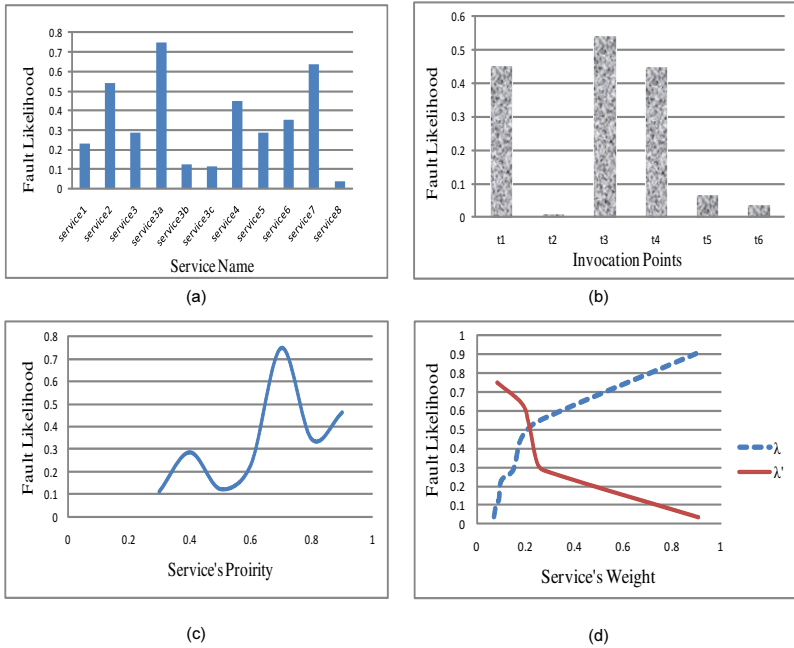 0.8
0.7
0.6
0.5
0.4
0.3
0.2
0.1
0
Fault Likelihood
service1
service2
service3
service3a
service3b
service3c
service4
service5
service6
service7
service8
Service Name
(a)
0.6
0.5
0.4
0.3
0.2
0.1
0
Fault Likelihood
t1 t2 t3 t4 t5 t6
Invocation Points
(b)
0.8
0.7
0.6
0.5
0.4
0.3
0.2
0.1
0
Fault Likelihood
0 0.2 0.4 0.6 0.8 1
Service's Proirity
(c)
1
0.9
0.8
0.7
0.6
0.5
0.4
0.3
0.2
0.1
0
Fault Likelihood
0 0.2 0.4 0.6 0.8 1
Service's Weight
λ
λ'
(d)